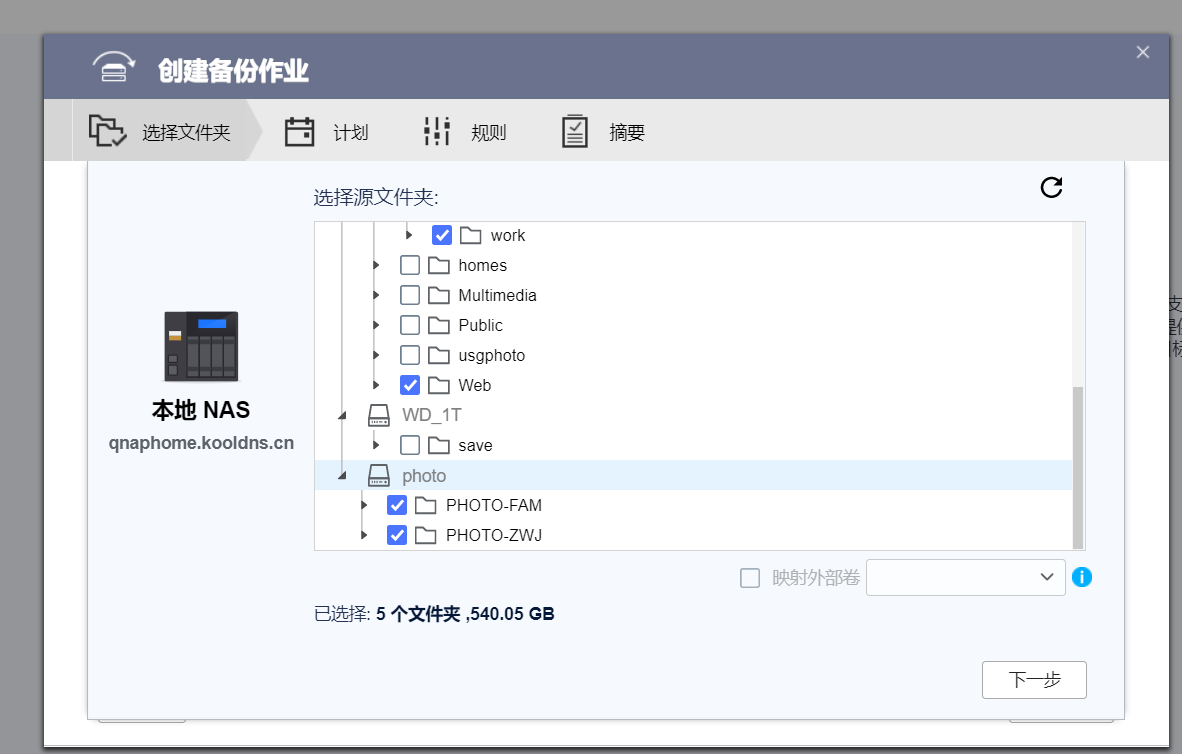 创建备份作业
选择文件夹
计划
规则
摘要
选择源文件夹:
work
homes
Multimedia
Public
usgphoto
Web
WD_1T
save
photo
PHOTO-FAM
PHOTO-ZWJ
本地 NAS
qnaphome.kooldns.cn
映射外部卷
已选择: 5 个文件夹 ,540.05 GB
下一步